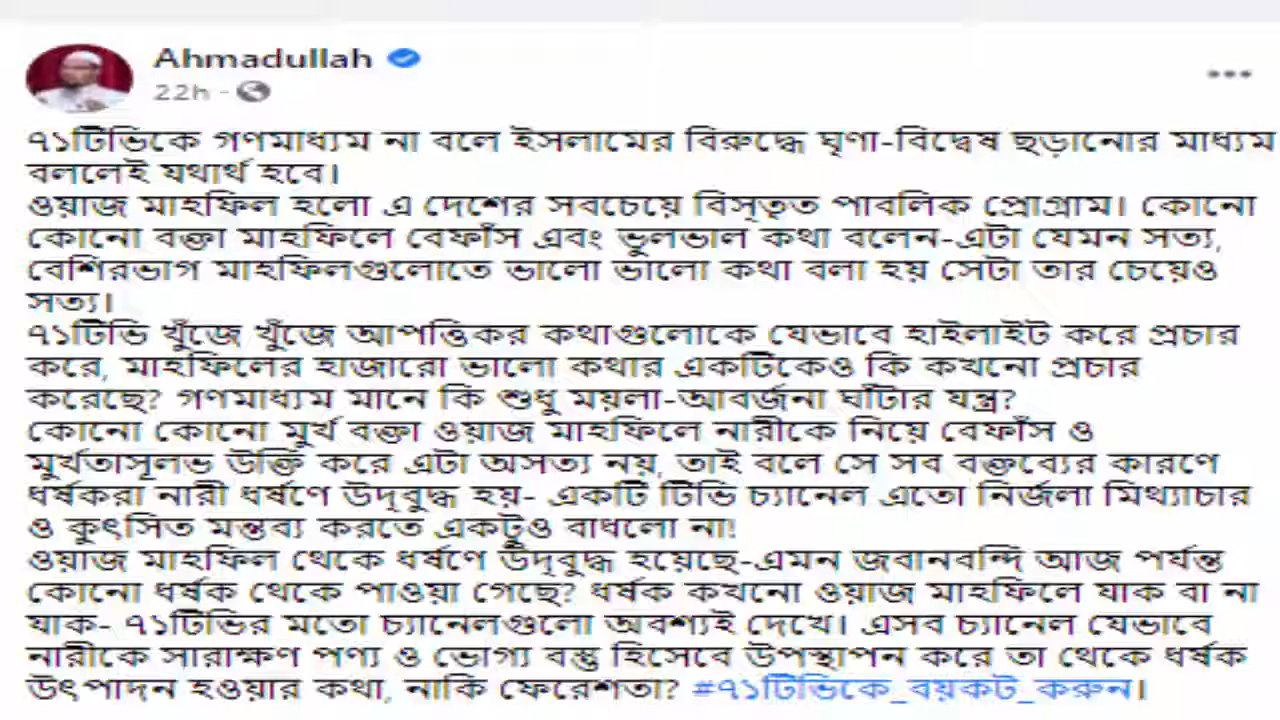 Ahmadullah
22h
৭১টিভিকে গণমাধ্যম না বলে ইসলামের বিরুদ্ধে ঘৃণা-বিদ্বেষ ছড়ানোর মাধ্যম
বললেই যথার্থ হবে।
ওয়াজ মাহফিল হলো এ দেশের সবচেয়ে বিসৃতৃত পাবলিক প্রোগ্রাম। কোনো
কোনো বক্তা মাহফিলে বেফাঁস এবং ভুলভাল কথা বলেন-এটা যেমন সত্য,
বেশিরভাগ মাহফিলগুলোতে ভালো ভালো কথা বলা হয় সেটা তার চেয়েও
সত্য।
৭১টিভি খুঁজে খুঁজে আপত্তিকর কথাগুলোকে যেভাবে হাইলাইট করে প্রচার
করে, মাহফিলের হাজারো ভালো কথার একটিকেও কি কখনো প্রচার
করেছে? গণমাধ্যম মানে কি শুধু ময়লা-আবর্জনা ঘাঁটার যন্ত্র?
কোনো কোনো মুর্খ বক্তা ওয়াজ মাহফিলে নারীকে নিয়ে বেফাঁস ও
মুর্খতাসূলভ উক্তি করে এটা অসত্য নয়, তাই বলে সে সব বক্তব্যের কারণে
ধর্ষকরা নারী ধর্ষণে উদ্‌বুদ্ধ হয়- একটি টিভি চ্যানেল এতো নির্জলা মিথ্যাচার
ও কুৎসিত মন্তব্য করতে একটুও বাধলো না!
ওয়াজ মাহফিল থেকে ধর্ষণে উদ্‌বুদ্ধ হয়েছে-এমন জবানবন্দি আজ পর্যন্ত
কোনো ধর্ষক থেকে পাওয়া গেছে? ধর্ষক কখনো ওয়াজ মাহফিলে যাক বা না
যাক- ৭১টিভির মতো চ্যানেলগুলো অবশ্যই দেখে। এসব চ্যানেল যেভাবে
নারীকে সারাক্ষণ পণ্য ও ভোগ্য বস্তু হিসেবে উপস্থাপন করে তা থেকে ধর্ষক
উৎপাদন হওয়ার কথা, নাকি ফেরেশতা? #৭১টিভিকে_বয়কট_করুন।